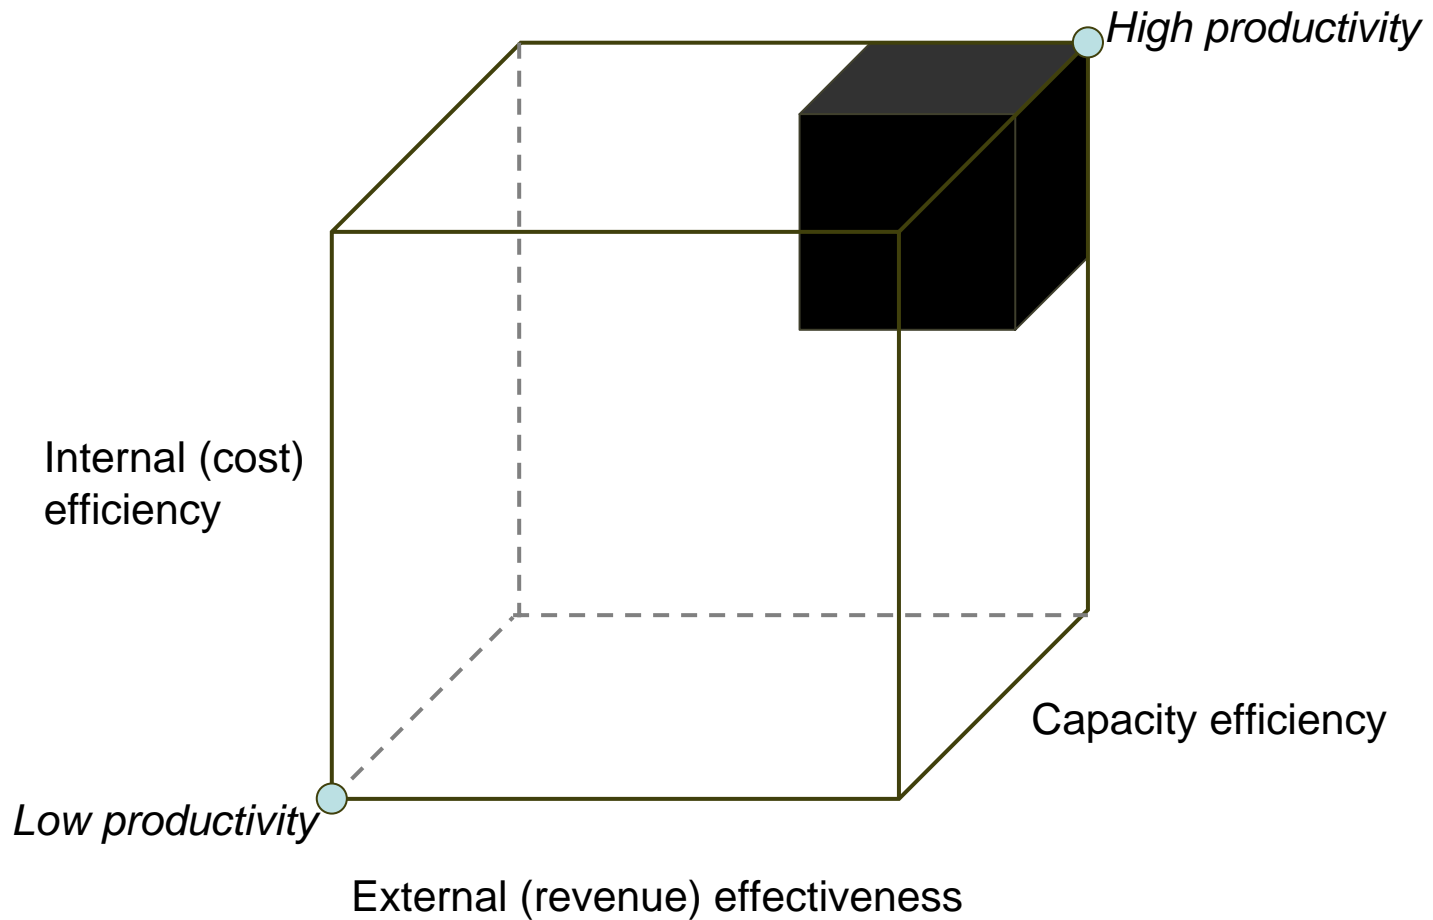 High productivity
Internal (cost)
efficiency
Capacity efficiency
Low productivity
External (revenue) effectiveness